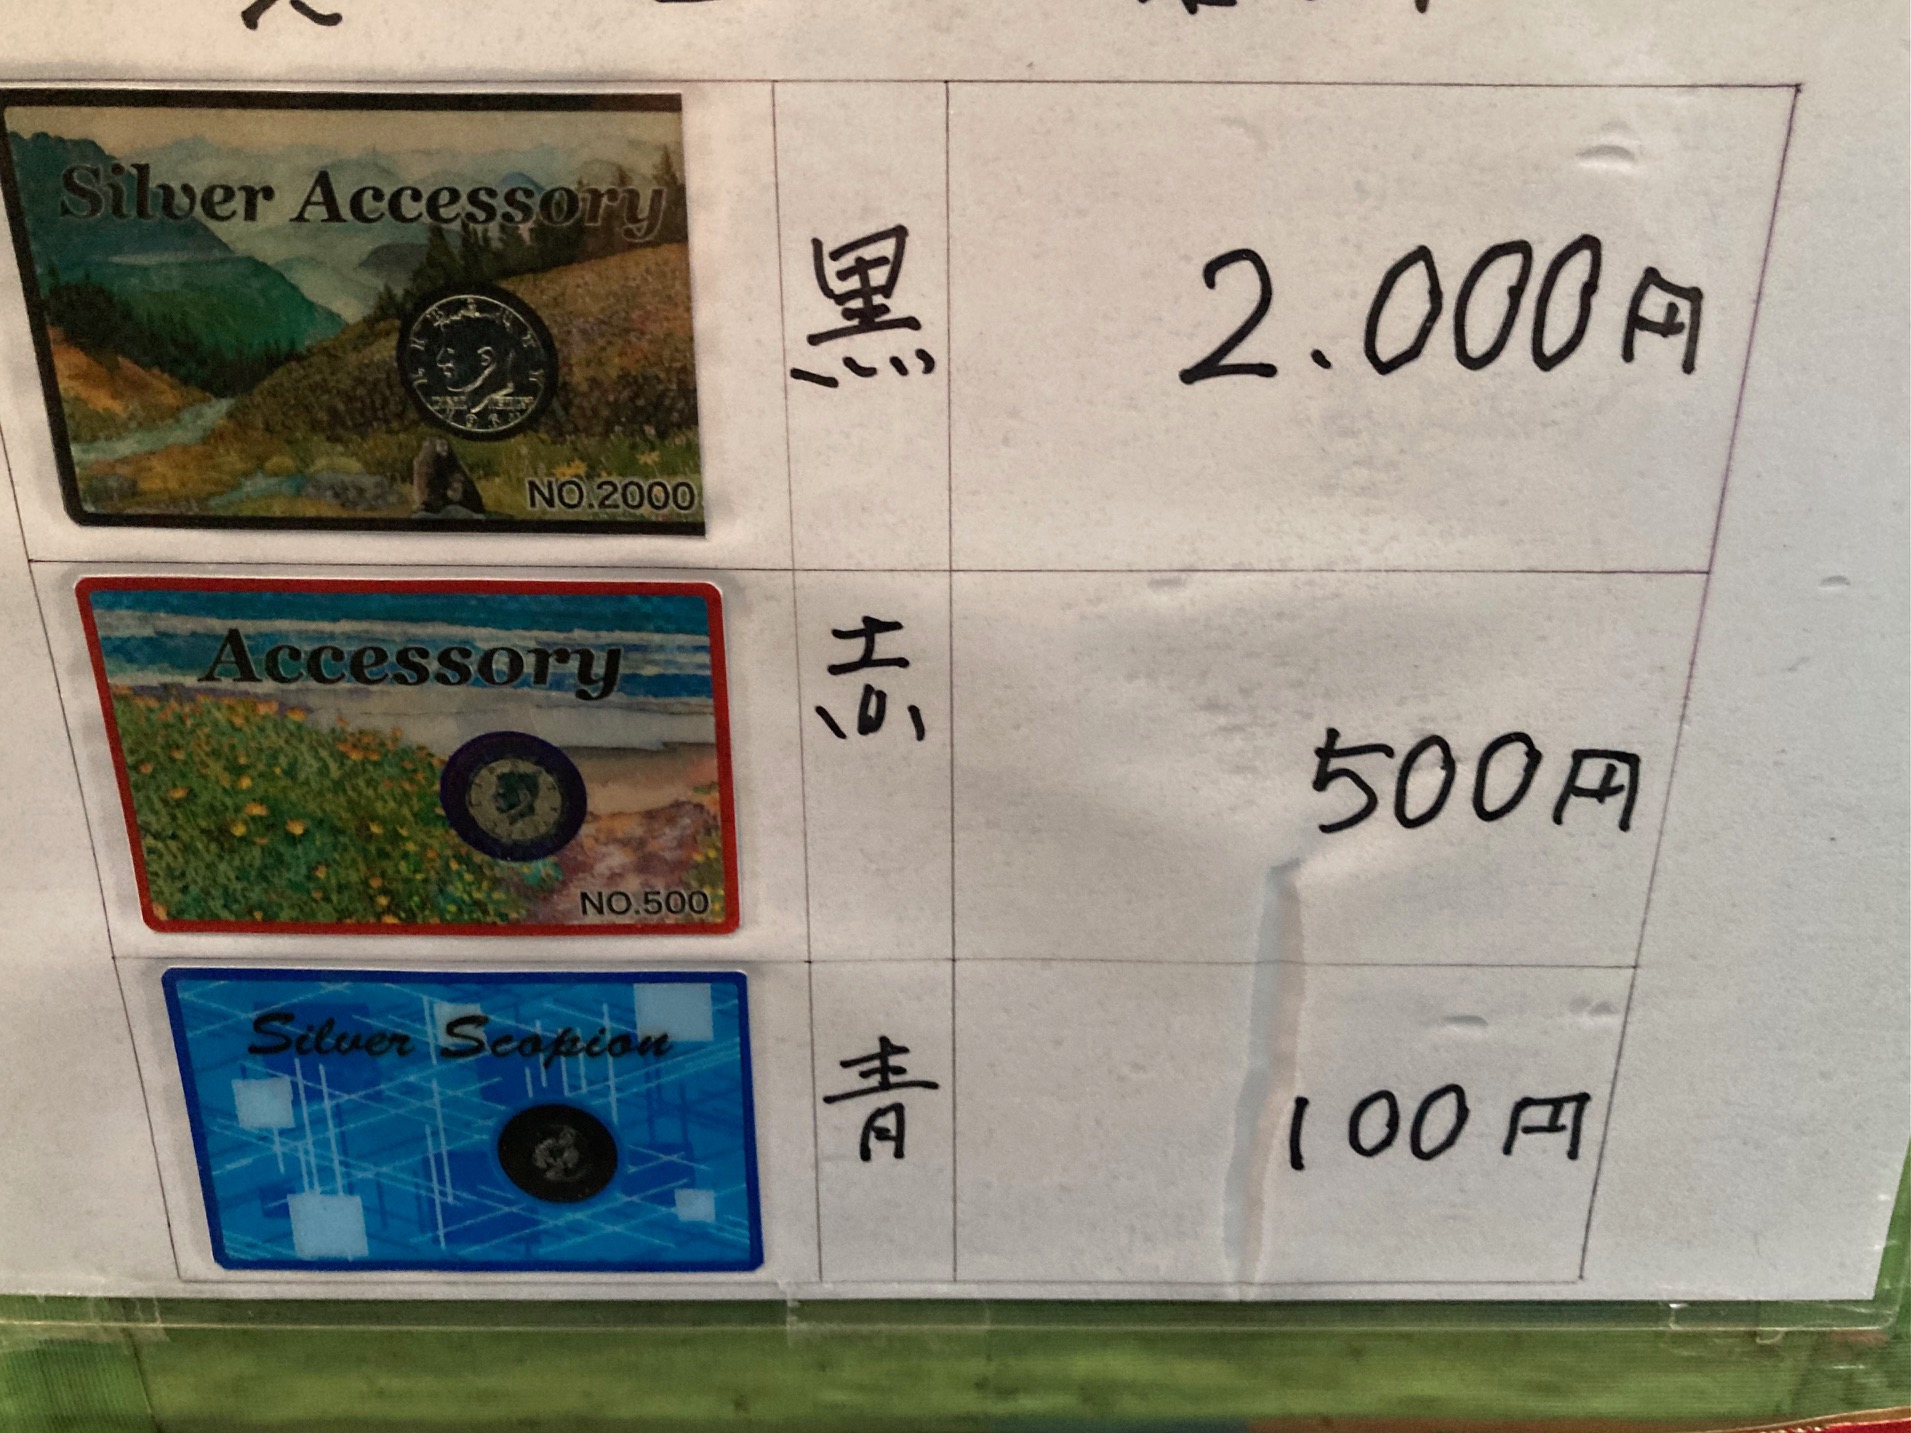 Silver Accessory
NO.2000
黒
2.000円
Accessory
NO.500
赤
500円
Silver Scopion
青
100円